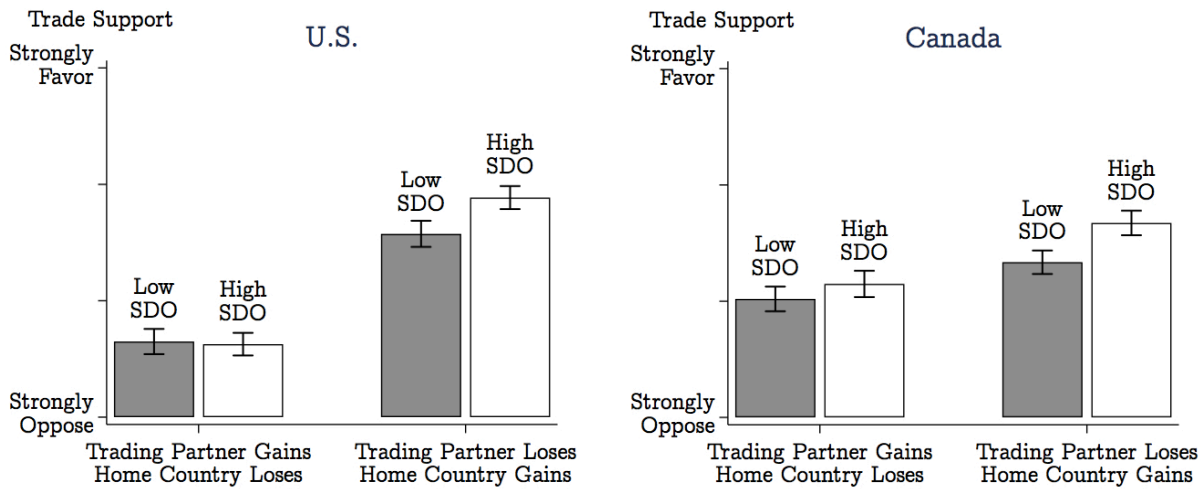 Trade Support
U.S.
Strongly
Favor
High
SDO
Low
SDO
Low
SDO
High
SDO
Strongly
Oppose
Trading Partner Gains
Home Country Loses
Trading Partner Loses
Home Country Gains
Trade Support
Canada
Strongly
Favor
High
SDO
Low
SDO
High
SDO
Low
SDO
Strongly
Oppose
Trading Partner Gains
Home Country Loses
Trading Partner Loses
Home Country Gains